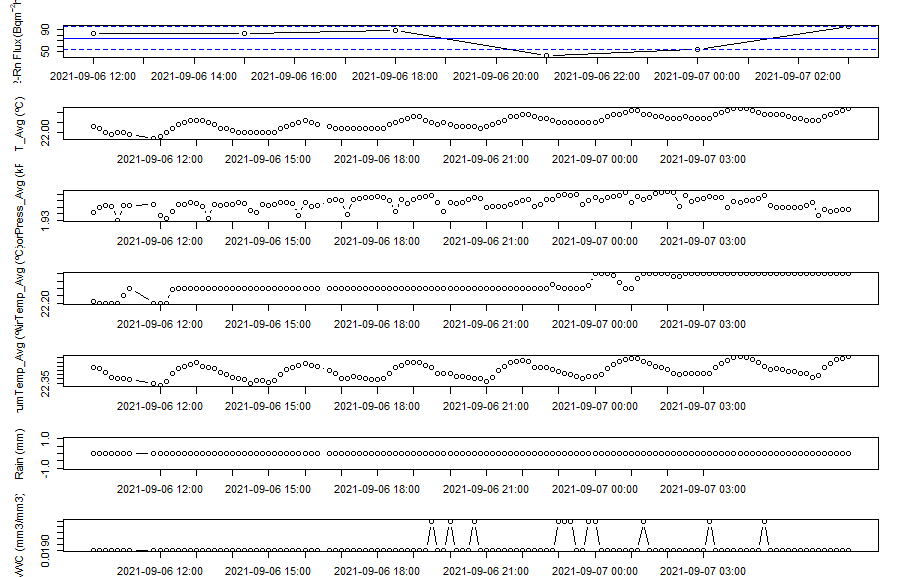 2-Rn Flux (Bqm⁻²h
50 90
2021-09-06 12:00 2021-09-06 14:00 2021-09-06 16:00 2021-09-06 18:00 2021-09-06 20:00 2021-09-06 22:00 2021-09-07 00:00 2021-09-07 02:00
T_Avg (ºC)
22.00
2021-09-06 12:00 2021-09-06 15:00 2021-09-06 18:00 2021-09-06 21:00 2021-09-07 00:00 2021-09-07 03:00
orPress_Avg (kF
1.93
2021-09-06 12:00 2021-09-06 15:00 2021-09-06 18:00 2021-09-06 21:00 2021-09-07 00:00 2021-09-07 03:00
irTemp_Avg (ºC)
22.20
2021-09-06 12:00 2021-09-06 15:00 2021-09-06 18:00 2021-09-06 21:00 2021-09-07 00:00 2021-09-07 03:00
umTemp_Avg (º
22.35
2021-09-06 12:00 2021-09-06 15:00 2021-09-06 18:00 2021-09-06 21:00 2021-09-07 00:00 2021-09-07 03:00
Rain (mm)
-1.0 1.0
2021-09-06 12:00 2021-09-06 15:00 2021-09-06 18:00 2021-09-06 21:00 2021-09-07 00:00 2021-09-07 03:00
VWC (mm3/mm3)
0.0190
2021-09-06 12:00 2021-09-06 15:00 2021-09-06 18:00 2021-09-06 21:00 2021-09-07 00:00 2021-09-07 03:00